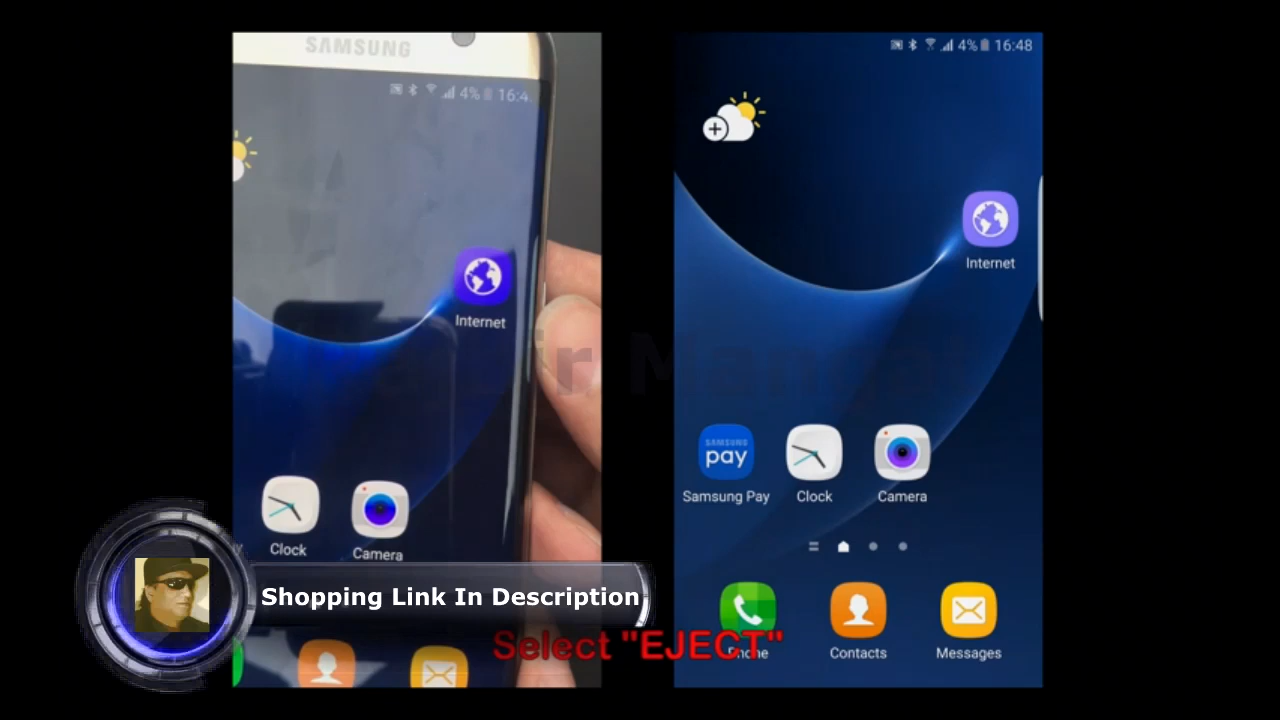 SAMSUNG
4% 16:4
Internet
Clock
Camera
4% 16:48
Internet
SAMSUNG
pay
Samsung Pay
Clock
Camera
Phone
Contacts
Messages
Shopping Link In Description
Select "EJECT"